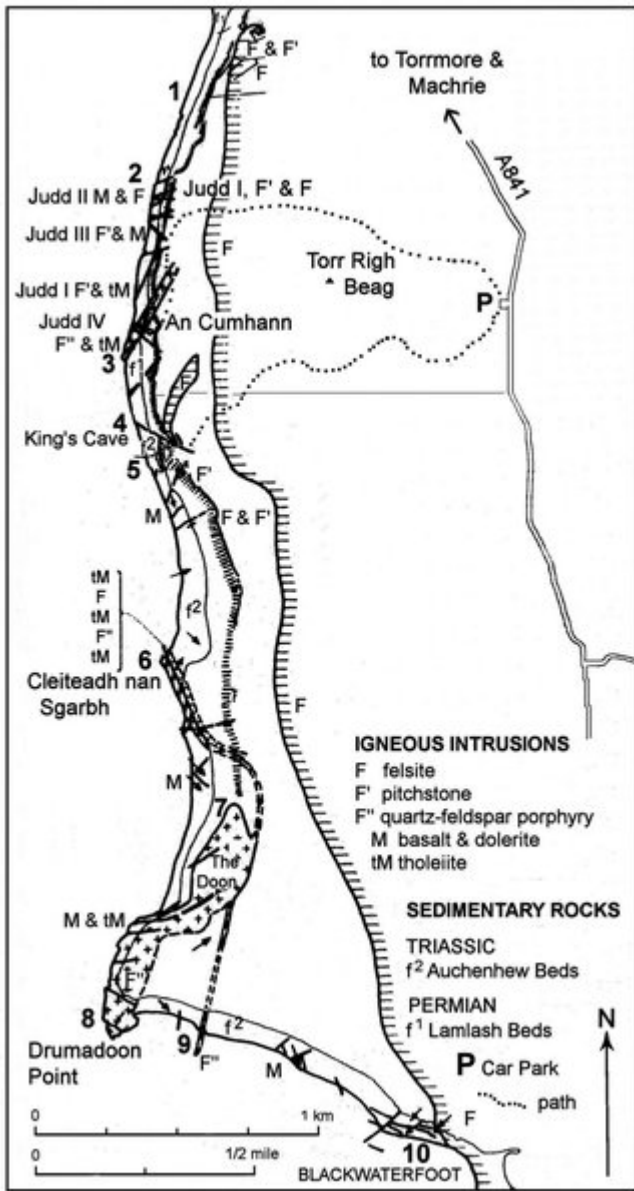 f1
F & F'
F
to Torrmore &
Machrie
A841
1
2
Judd II M & F
Judd I, F' & F
Judd III F' & M
F
Torr Righ
Beag
P
Judd I F' & tM
Judd IV
F" & tM
An Cumhann
3
f1
F
4
King's Cave
f2
5
F'
M
F & F'
tM
F
tM
F"
tM
f2
6
Cleiteadh nan
Sgarbh
F
M
7
The
Doon
M & tM
F"
8
Drumadoon
Point
9
F"
f2
M
F
10
BLACKWATERFOOT
IGNEOUS INTRUSIONS
F felsite
F' pitchstone
F" quartz-feldspar porphyry
M basalt & dolerite
tM tholeiite
SEDIMENTARY ROCKS
TRIASSIC
f2 Auchenhew Beds
PERMIAN
f1 Lamlash Beds
P Car Park
path
N
0 1 km
0 1/2 mile